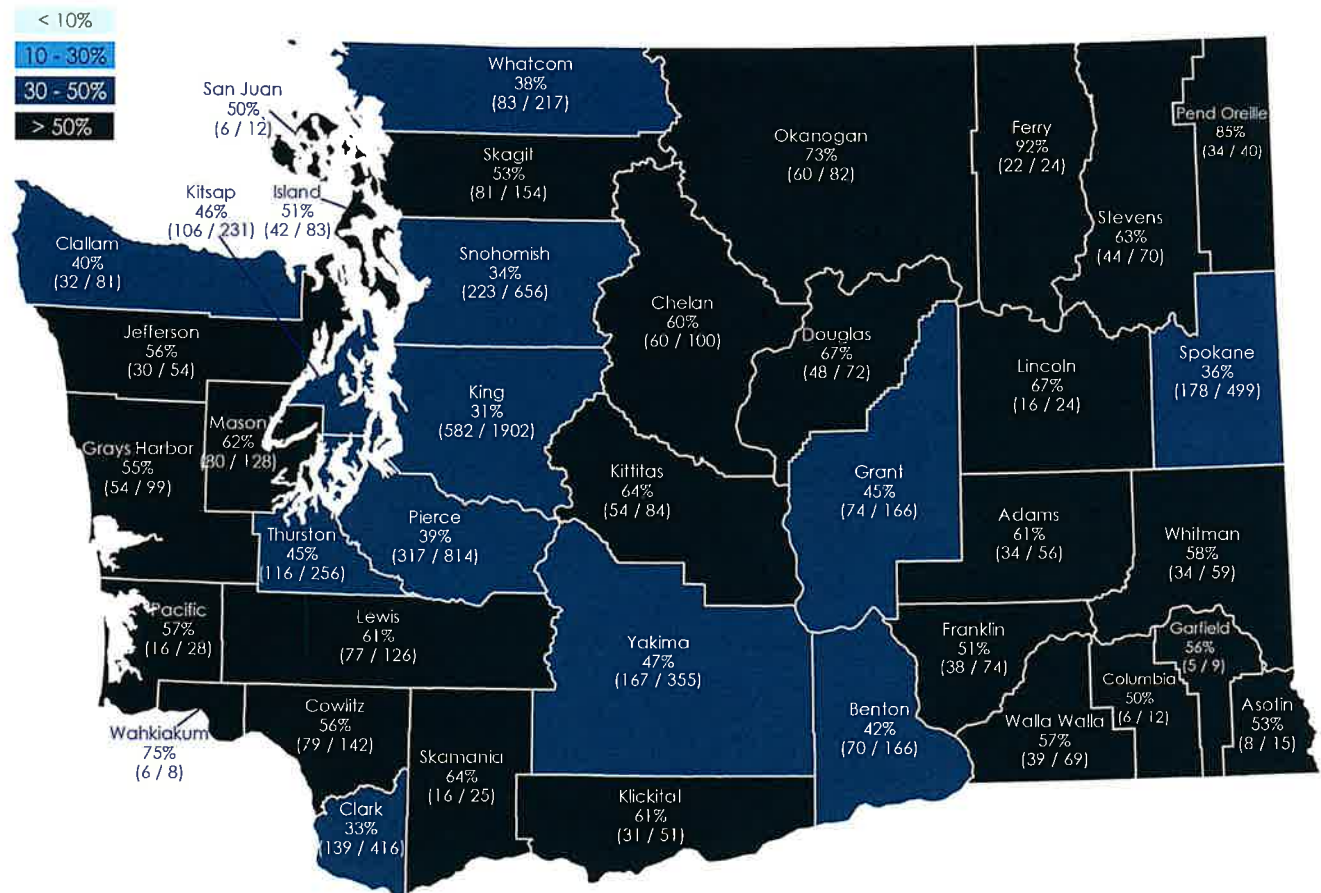 < 10%
10 - 30%
30 - 50%
> 50%
Whatcom
38%
(83 / 217)
San Juan
50%
(6 / 12)
Skagit
53%
(81 / 154)
Okanogan
73%
(60 / 82)
Ferry
92%
(22 / 24)
Pend Oreille
85%
(34 / 40)
Stevens
63%
(44 / 70)
Kitsap
46%
(106 / 231)
Island
51%
(42 / 83)
Clallam
40%
(32 / 81)
Snohomish
34%
(223 / 656)
Chelan
60%
(60 / 100)
Douglas
67%
(48 / 72)
Jefferson
56%
(30 / 54)
Lincoln
67%
(16 / 24)
Spokane
36%
(178 / 499)
King
31%
(582 / 1902)
Mason
62%
(80 / 128)
Grays Harbor
55%
(54 / 99)
Kittitas
64%
(54 / 84)
Grant
45%
(74 / 166)
Thurston
45%
(116 / 256)
Pierce
39%
(317 / 814)
Adams
61%
(34 / 56)
Whitman
58%
(34 / 59)
Pacific
57%
(16 / 28)
Lewis
61%
(77 / 126)
Yakima
47%
(167 / 355)
Franklin
51%
(38 / 74)
Garfield
56%
(5 / 9)
Columbia
50%
(6 / 12)
Asotin
53%
(8 / 15)
Wahkiakum
75%
(6 / 8)
Cowlitz
56%
(79 / 142)
Benton
42%
(70 / 166)
Walla Walla
57%
(39 / 69)
Skamania
64%
(16 / 25)
Klickital
61%
(31 / 51)
Clark
33%
(139 / 416)